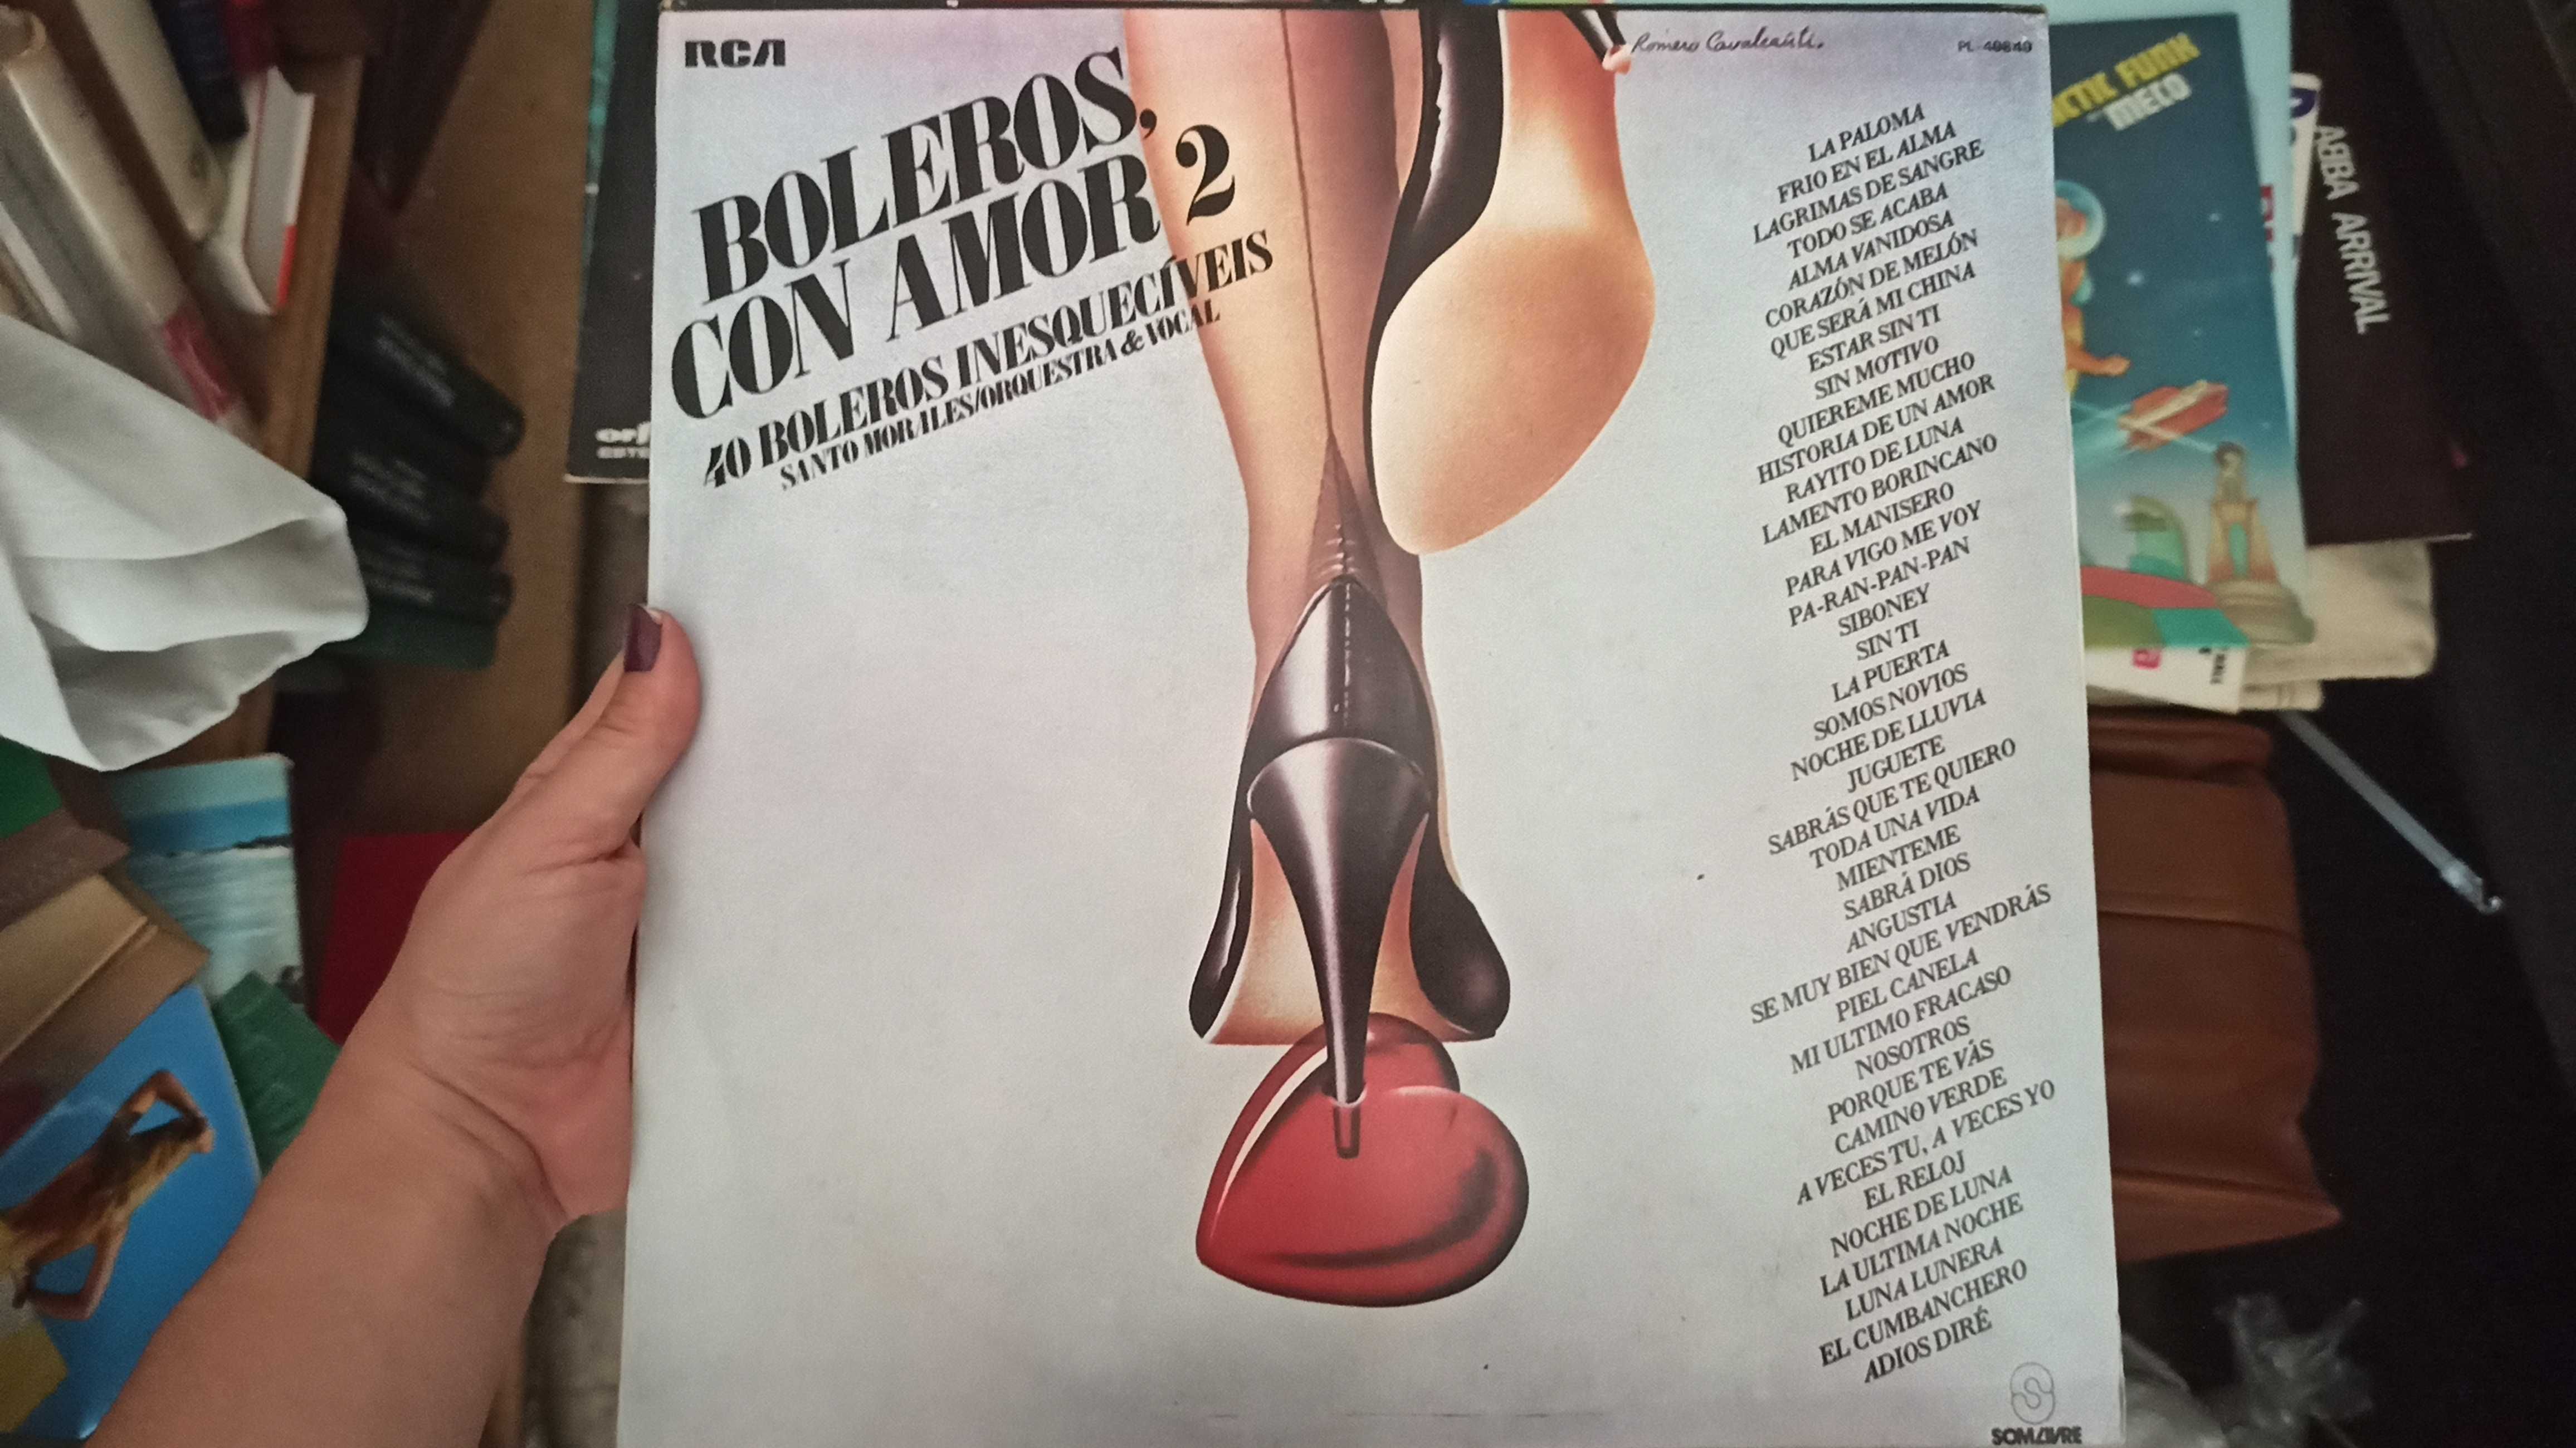 RCA
BOLEROS,
CON AMOR 2
40 BOLEROS INESQUECÍVEIS
SANTO MORALES/ORQUESTRA & VOCAL
Romero Cavalcanti.
PL-40840
LA PALOMA
FRIO EN EL ALMA
LAGRIMAS DE SANGRE
TODO SE ACABA
ALMA VANIDOSA
CORAZÓN DE MELÓN
QUE SERÁ MI CHINA
ESTAR SIN TI
SIN MOTIVO
QUIEREME MUCHO
HISTORIA DE UN AMOR
RAYITO DE LUNA
LAMENTO BORINCANO
EL MANISERO
PARA VIGO ME VOY
PA-RAN-PAN-PAN
SIBONEY
SIN TI
LA PUERTA
SOMOS NOVIOS
NOCHE DE LLUVIA
JUGUETE
SABRÁS QUE TE QUIERO
TODA UNA VIDA
MIENTEME
SABRÁ DIOS
ANGUSTIA
SE MUY BIEN QUE VENDRÁS
PIEL CANELA
MI ULTIMO FRACASO
NOSOTROS
PORQUE TE VÁS
CAMINO VERDE
A VECES TU, A VECES YO
EL RELOJ
NOCHE DE LUNA
LA ULTIMA NOCHE
LUNA LUNERA
EL CUMBANCHERO
ADIOS DIRÉ
SOM LIVRE
FUNK
MECO
ABBA ARRIVAL